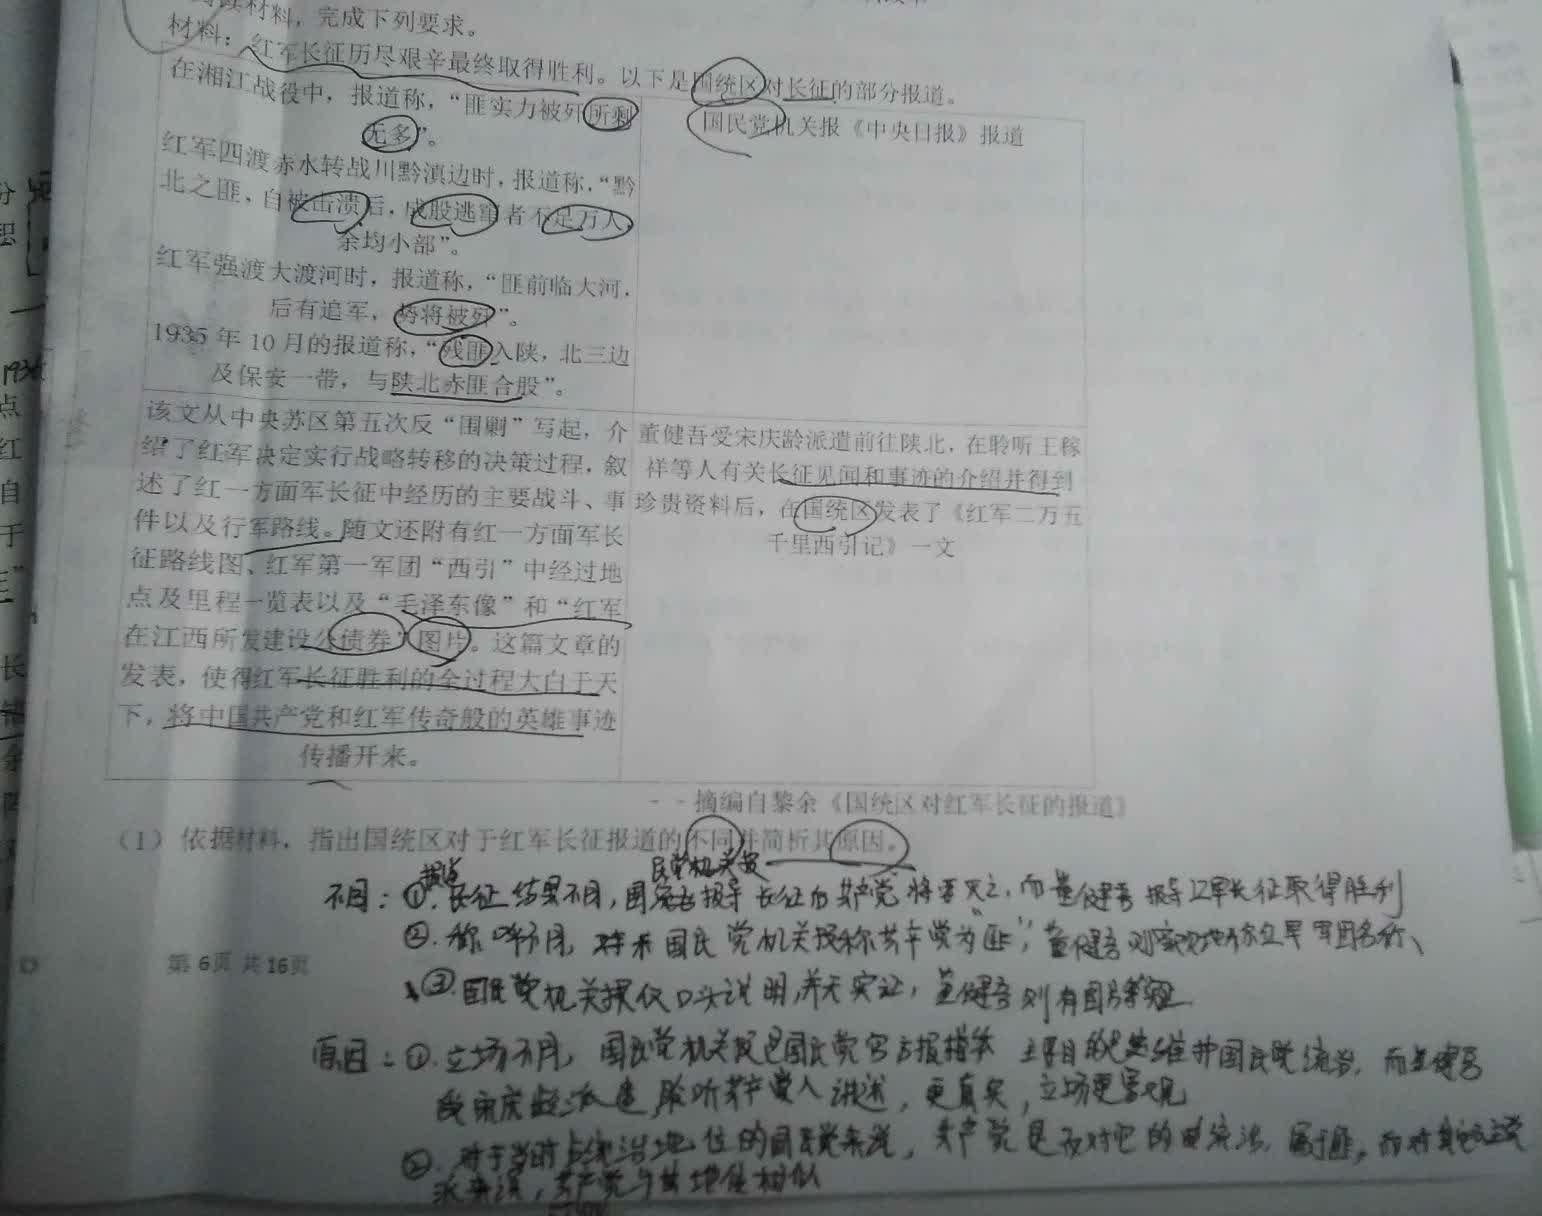 材料，完成下列要求。
材料：红军长征历尽艰辛最终取得胜利。以下是国统区对长征的部分报道。
在湘江战役中，报道称，“匪实力被歼所剩
无多”。
国民党机关报《中央日报》报道
红军四渡赤水转战川黔滇边时，报道称，“黔
北之匪，自被击溃后，成股逃窜者不足万人，
余均小部”。
红军强渡大渡河时，报道称，“匪前临大河，
后有追军，势将被歼”。
1935年10月的报道称，“残匪入陕，北三边
及保安一带，与陕北赤匪合股”。
该文从中央苏区第五次反“围剿”写起，介
绍了红军决定实行战略转移的决策过程，叙
述了红一方面军长征中经历的主要战斗、事
件以及行军路线。随文还附有红一方面军长
征路线图、红军第一军团“西引”中经过地
点及里程一览表以及“毛泽东像”和“红军
在江西所发建设公债券”图片。这篇文章的
发表，使得红军长征胜利的全过程大白于天
下，将中国共产党和红军传奇般的英雄事迹
传播开来。
董健吾受宋庆龄派遣前往陕北，在聆听王稼
祥等人有关长征见闻和事迹的介绍并得到
珍贵资料后，在国统区发表了《红军二万五
千里西引记》一文
--摘编自黎余《国统区对红军长征的报道》
（1）依据材料，指出国统区对于红军长征报道的不同并简析其原因。
民党机关报
不同：①.长征结果不同，国 报导长征的共产党将要灭亡，而董健吾报导红军长征取得胜利
②.称呼不同，对于国民党机关报称共产党为“匪”，董健吾则 地称红军
③.国民党机关报仅口头说明，并无实证，董健吾则有图片
原因：①.立场不同，国民党机关报是国民党官方报 主要目的是维护国民党统治，而董健吾
受宋庆龄派遣聆听共产党人讲述，更真实，立场更客观
②.对于当时占统治地位的国民党来说，共产党是反对它的 统治，属于匪，而对
来说，共产党与其地位相似
第6页 共16页